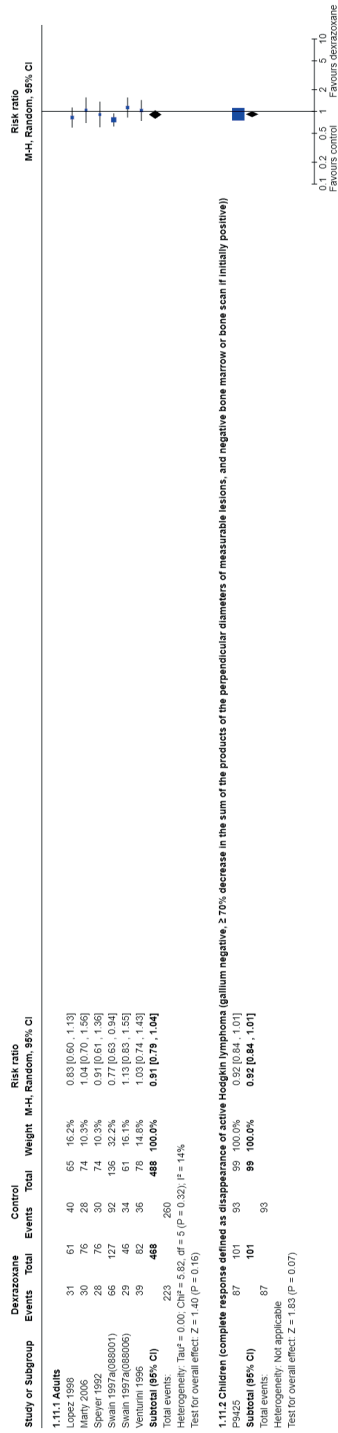 Dexrazoxane Control Risk ratio Risk ratio
Study or Subgroup Events Total Events Total Weight M-H, Random, 95% CI M-H, Random, 95% CI
1.11.1 Adults
Lopez 1998 31 61 40 65 16.2% 0.83 [0.60 , 1.13]
Marty 2006 30 76 28 74 10.3% 1.04 [0.70 , 1.56]
Speyer 1992 28 76 30 74 10.3% 0.91 [0.61 , 1.36]
Swain 1997a(088001) 66 127 92 136 32.2% 0.77 [0.63 , 0.94]
Swain 1997a(088006) 29 46 34 61 16.1% 1.13 [0.83 , 1.55]
Venturini 1996 39 82 36 78 14.8% 1.03 [0.74 , 1.43]
Subtotal (95% CI) 468 488 100.0% 0.91 [0.79 , 1.04]
Total events: 223 260
Heterogeneity: Tau² = 0.00; Chi² = 5.82, df = 5 (P = 0.32); I² = 14%
Test for overall effect: Z = 1.40 (P = 0.16)
1.11.2 Children (complete response defined as disappearance of active Hodgkin lymphoma (gallium negative, ≥ 70% decrease in the sum of the products of the perpendicular diameters of measurable lesions, and negative bone marrow or bone scan if initially positive))
P9425 87 101 93 99 100.0% 0.92 [0.84 , 1.01]
Subtotal (95% CI) 101 99 100.0% 0.92 [0.84 , 1.01]
Total events: 87 93
Heterogeneity: Not applicable
Test for overall effect: Z = 1.83 (P = 0.07)
0.1 0.2 0.5 1 2 5 10
Favours control Favours dexrazoxane